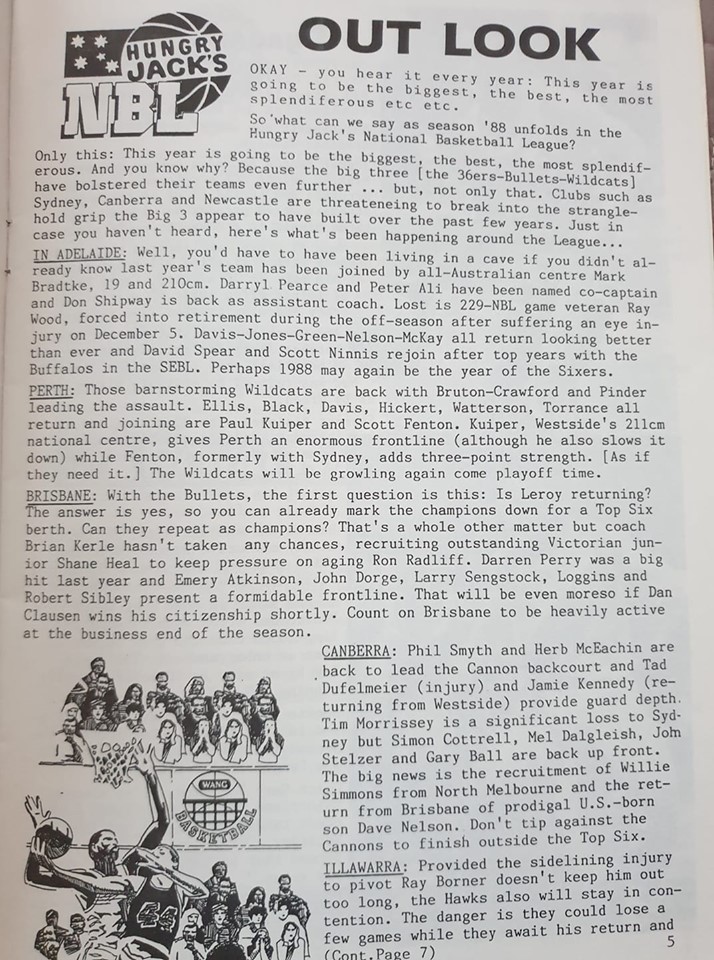 HUNGRY
JACK'S
NBL
OUT LOOK
OKAY - you hear it every year: This year is
going to be the biggest, the best, the most
splendiferous etc etc.
So what can we say as season '88 unfolds in the
Hungry Jack's National Basketball League?
Only this: This year is going to be the biggest, the best, the most splendif-
erous. And you know why? Because the big three [the 36ers-Bullets-Wildcats]
have bolstered their teams even further ... but, not only that. Clubs such as
Sydney, Canberra and Newcastle are threateneing to break into the strangle-
hold grip the Big 3 appear to have built over the past few years. Just in
case you haven't heard, here's what's been happening around the League...
IN ADELAIDE: Well, you'd have to have been living in a cave if you didn't al-
ready know last year's team has been joined by all-Australian centre Mark
Bradtke, 19 and 210cm. Darryl Pearce and Peter Ali have been named co-captain
and Don Shipway is back as assistant coach. Lost is 229-NBL game veteran Ray
Wood, forced into retirement during the off-season after suffering an eye in-
jury on December 5. Davis-Jones-Green-Nelson-McKay all return looking better
than ever and David Spear and Scott Ninnis rejoin after top years with the
Buffalos in the SEBL. Perhaps 1988 may again be the year of the Sixers.
PERTH: Those barnstorming Wildcats are back with Bruton-Crawford and Pinder
leading the assault. Ellis, Black, Davis, Hickert, Watterson, Torrance all
return and joining are Paul Kuiper and Scott Fenton. Kuiper, Westside's 211cm
national centre, gives Perth an enormous frontline (although he also slows it
down) while Fenton, formerly with Sydney, adds three-point strength. [As if
they need it.] The Wildcats will be growling again come playoff time.
BRISBANE: With the Bullets, the first question is this: Is Leroy returning?
The answer is yes, so you can already mark the champions down for a Top Six
berth. Can they repeat as champions? That's a whole other matter but coach
Brian Kerle hasn't taken any chances, recruiting outstanding Victorian jun-
ior Shane Heal to keep pressure on aging Ron Radliff. Darren Perry was a big
hit last year and Emery Atkinson, John Dorge, Larry Sengstock, Loggins and
Robert Sibley present a formidable frontline. That will be even moreso if Dan
Clausen wins his citizenship shortly. Count on Brisbane to be heavily active
at the business end of the season.
CANBERRA: Phil Smyth and Herb McEachin are
back to lead the Cannon backcourt and Tad
Dufelmeier (injury) and Jamie Kennedy (re-
turning from Westside) provide guard depth.
Tim Morrissey is a significant loss to Syd-
ney but Simon Cottrell, Mel Dalgleish, John
Stelzer and Gary Ball are back up front.
The big news is the recruitment of Willie
Simmons from North Melbourne and the ret-
urn from Brisbane of prodigal U.S.-born
son Dave Nelson. Don't tip against the
Cannons to finish outside the Top Six.
ILLAWARRA: Provided the sidelining injury
to pivot Ray Borner doesn't keep him out
too long, the Hawks also will stay in con-
tention. The danger is they could lose a
few games while they await his return and
(Cont.Page 7)
WANG
BASKETBALL
44
5